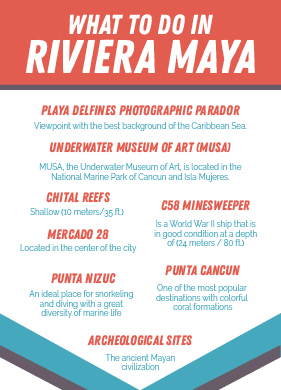 WHAT TO DO IN
RIVIERA MAYA
PLAYA DELFINES PHOTOGRAPHIC PARADOR
Viewpoint with the best background of the Caribbean Sea.
UNDERWATER MUSEUM OF ART (MUSA)
MUSA, the Underwater Museum of Art, is located in the
National Marine Park of Cancun and Isla Mujeres.
CHITAL REEFS
Shallow (10 meters/35 ft.)
MERCADO 28
Located in the center of the city
PUNTA NIZUC
An ideal place for snorkeling
and diving with a great
diversity of marine life
C58 MINESWEEPER
Is a World War II ship that is
in good condition at a depth
of (24 meters / 80 ft.)
PUNTA CANCUN
One of the most popular
destinations with colorful
coral formations
ARCHEOLOGICAL SITES
The ancient Mayan
civilization